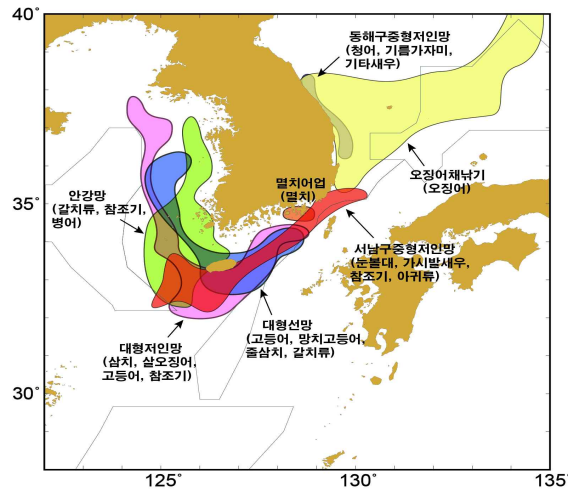 40°
동해구중형저인망
(청어, 기름가자미,
기타새우)
오징어채낚기
(오징어)
멸치어업
(멸치)
안강망
(갈치류, 참조기,
병어)
35°
서남구중형저인망
(눈볼대, 가시발새우,
참조기, 아귀류)
대형선망
(고등어, 망치고등어,
줄삼치, 갈치류)
대형저인망
(삼치, 살오징어,
고등어, 참조기)
30°
125°
130°
135°